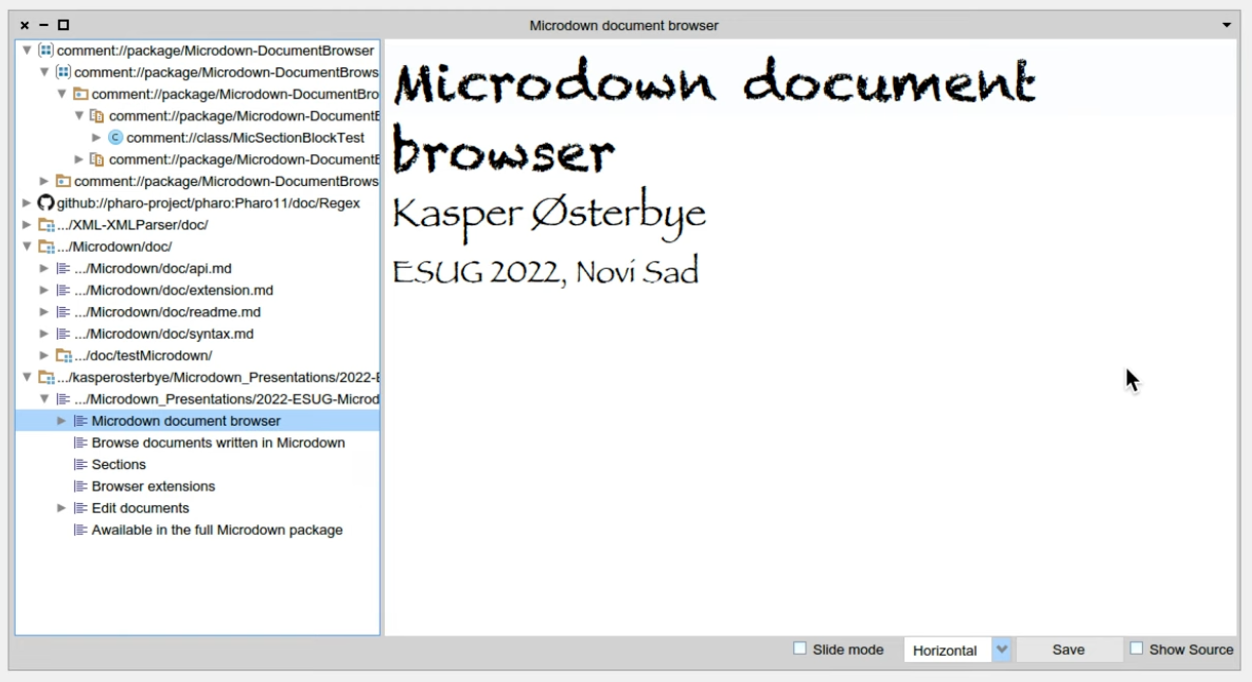 Microdown document browser
comment://package/Microdown-DocumentBrowser
comment://package/Microdown-DocumentBrows
comment://package/Microdown-DocumentBro
comment://package/Microdown-DocumentB
comment://class/MicSectionBlockTest
comment://package/Microdown-DocumentB
comment://package/Microdown-DocumentBrows
github://pharo-project/pharo:Pharo11/doc/Regex
.../XML-XMLParser/doc/
.../Microdown/doc/
.../Microdown/doc/api.md
.../Microdown/doc/extension.md
.../Microdown/doc/readme.md
.../Microdown/doc/syntax.md
.../doc/testMicrodown/
.../kasperosterbye/Microdown_Presentations/2022-E
.../Microdown_Presentations/2022-ESUG-Microd
Microdown document browser
Browse documents written in Microdown
Sections
Browser extensions
Edit documents
Awailable in the full Microdown package
Microdown document
browser
Kasper Østerbye
ESUG 2022, Novi Sad
Slide mode
Horizontal
Save
Show Source